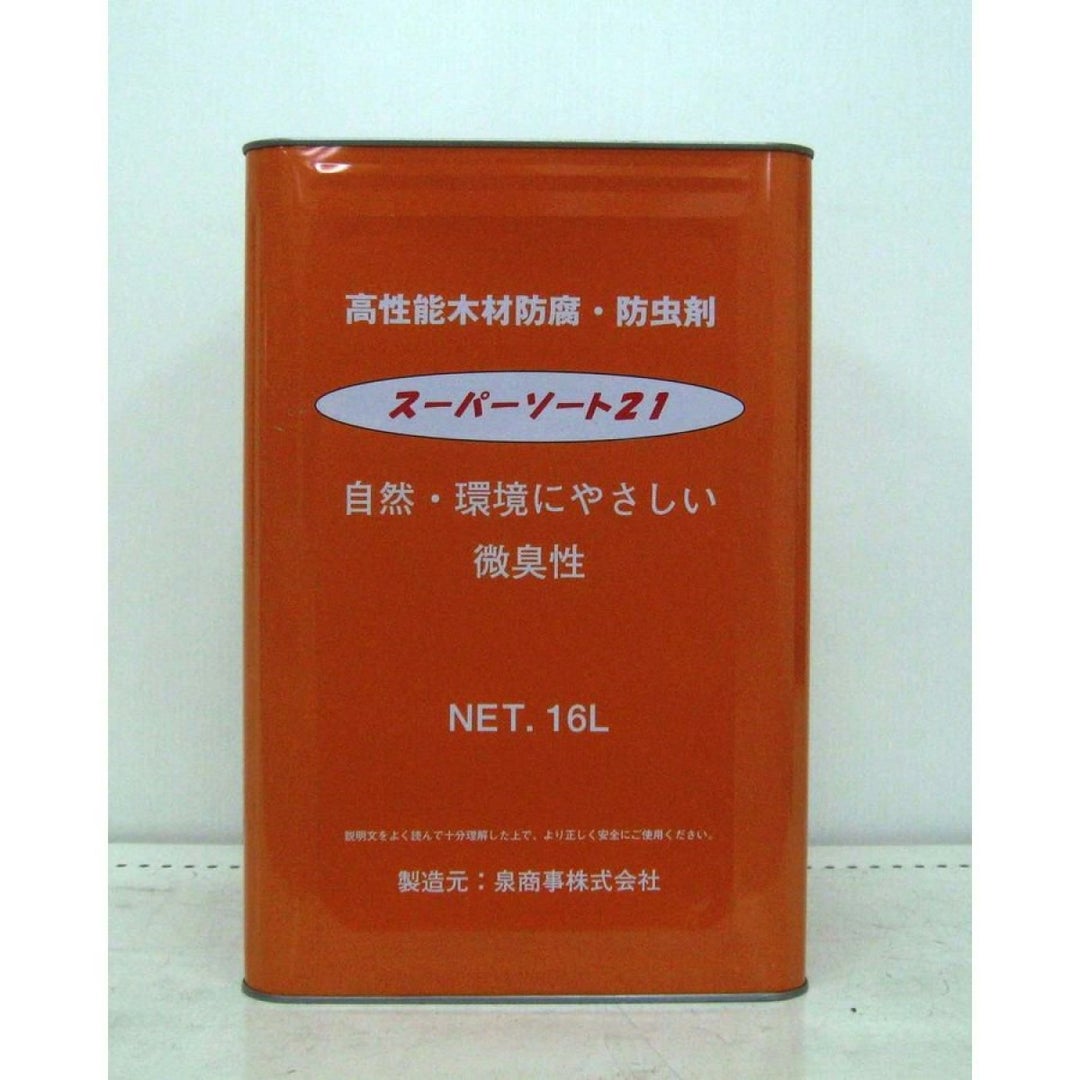 高性能木材防腐・防虫剤
スーパーソート21
自然・環境にやさしい
微臭性
NET. 16L
説明文をよく読んで十分理解した上で、より正しく安全にご使用ください。
製造元：泉商事株式会社